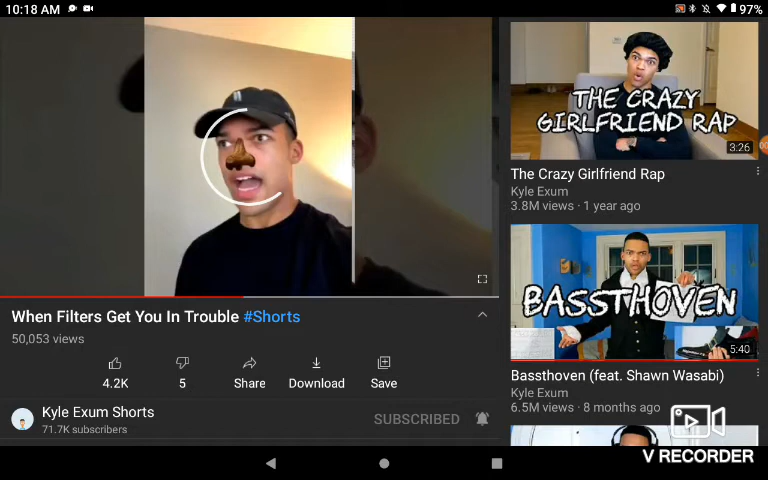 10:18 AM
97%
THE CRAZY
GIRLFRIEND RAP
3:26
The Crazy Girlfriend Rap
Kyle Exum
3.8M views · 1 year ago
BASSTHOVEN
5:40
Bassthoven (feat. Shawn Wasabi)
Kyle Exum
6.5M views · 8 months ago
When Filters Get You In Trouble #Shorts
50,053 views
4.2K
5
Share
Download
Save
Kyle Exum Shorts
71.7K subscribers
SUBSCRIBED
V RECORDER